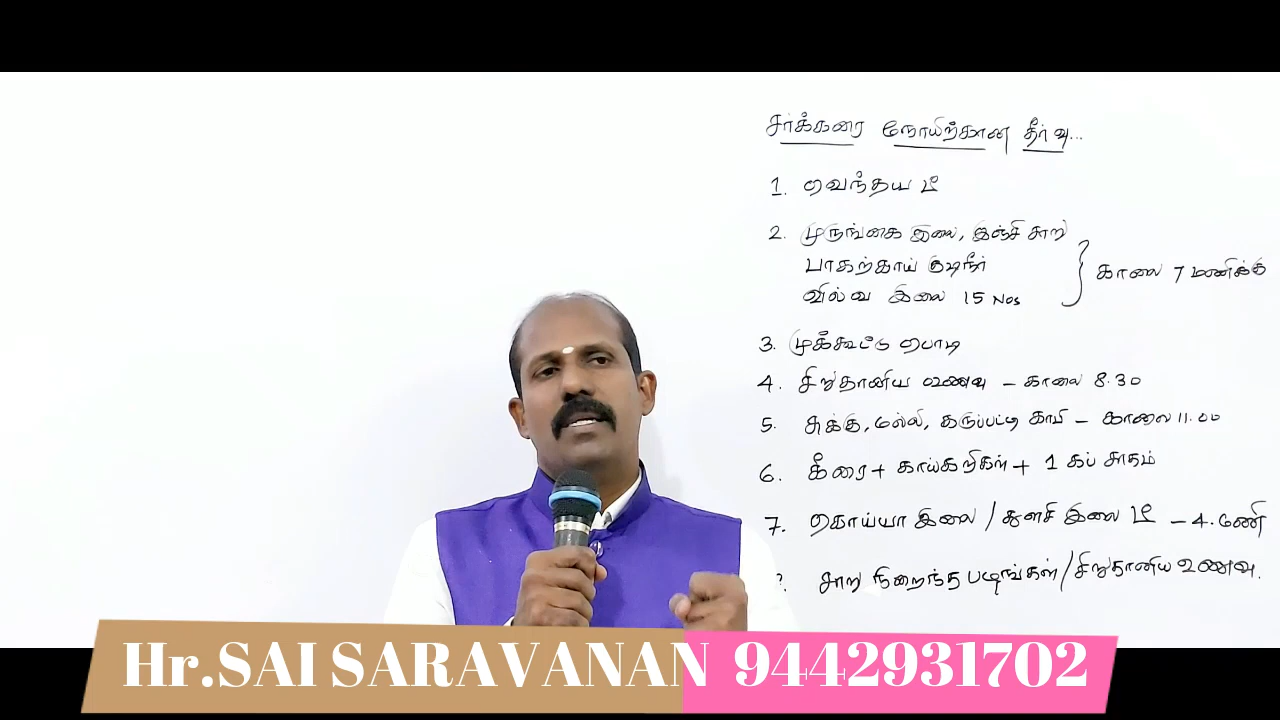 சர்க்கரை நோயிற்கான தீர்வு...
1. வெந்தய டீ
2. முருங்கை இலை, இஞ்சி சாறு
பாகற்காய் குடிநீர்
வில்வ இலை 15 Nos
காலை 7 மணிக்கு
3. முக்கூட்டு பொடி
4. சிறுதானிய உணவு – காலை 8.30
5. சுக்கு, மல்லி, கருப்பட்டி காபி – காலை 11.00
6. கீரை + காய்கறிகள் + 1 கப் சாதம்
7. கொய்யா இலை / துளசி இலை டீ – 4. மணி
சாறு நிறைந்த பழங்கள் / சிறுதானிய உணவு.
Hr.SAI SARAVANAN 9442931702